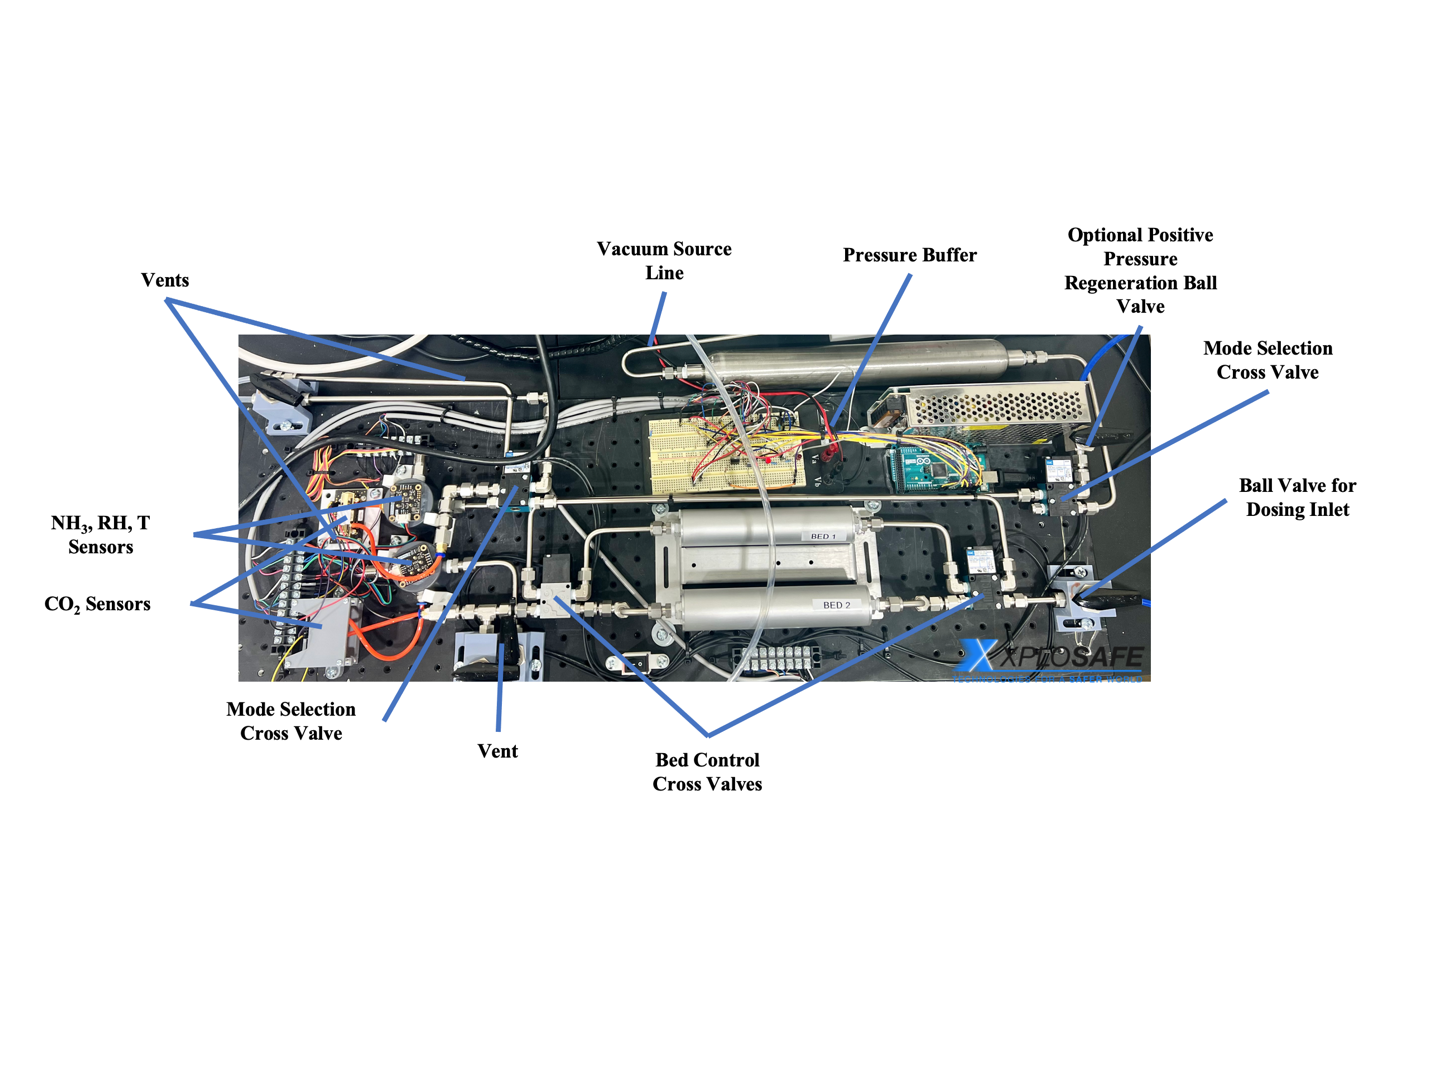 Optional Positive
Pressure
Regeneration Ball
Valve
Vacuum Source
Line
Pressure Buffer
Vents
Mode Selection
Cross Valve
Ball Valve for
Dosing Inlet
NH₃, RH, T
Sensors
CO₂ Sensors
BED 1
BED 2
XPLOSAFE
Mode Selection
Cross Valve
Vent
Bed Control
Cross Valves